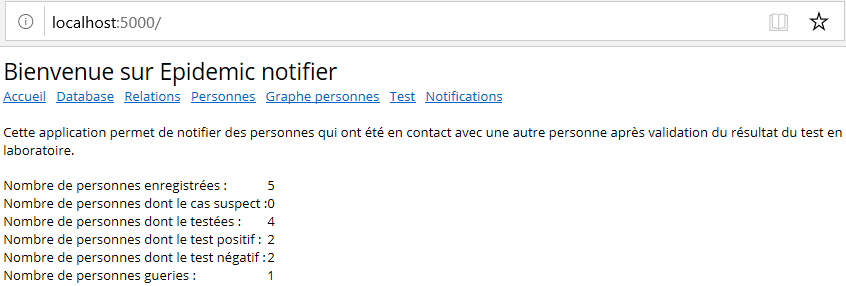 localhost:5000/
Bienvenue sur Epidemic notifier
Accueil Database Relations Personnes Graphe personnes Test Notifications
Cette application permet de notifier des personnes qui ont été en contact avec une autre personne après validation du résultat du test en
laboratoire.
Nombre de personnes enregistrées : 5
Nombre de personnes dont le cas suspect :0
Nombre de personnes dont le testées : 4
Nombre de personnes dont le test positif : 2
Nombre de personnes dont le test négatif :2
Nombre de personnes gueries : 1